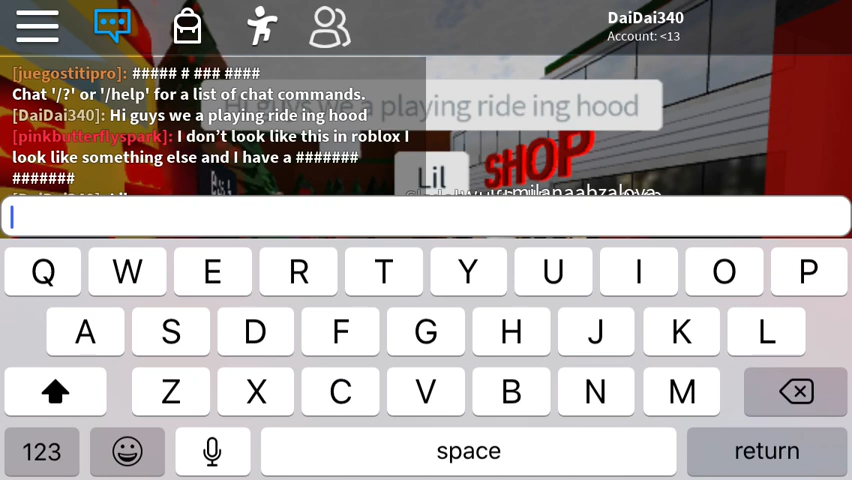 DaiDai340
Account: <13
[juegostitipro]: ##### # ### ####
Chat '/?' or '/help' for a list of chat commands.
[DaiDai340]: Hi guys we a playing ride ing hood
[pinkbutterflyspark]: I don't look like this in roblox I
look like something else and I have a #######
#######
Hi guys we a playing ride ing hood
Lil
SHOP
Q W E R T Y U I O P
A S D F G H J K L
Z X C V B N M
123 space return